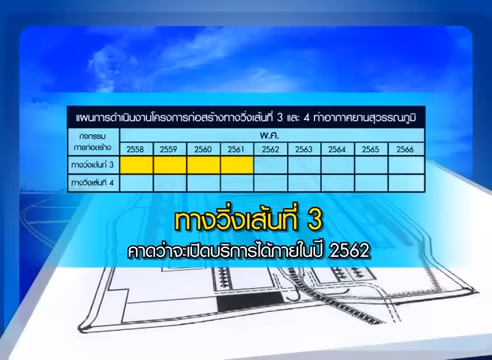 แผนการดำเนินงานโครงการก่อสร้างทางวิ่งเส้นที่ 3 และ 4 ท่าอากาศยานสุวรรณภูมิ
กิจกรรม
การก่อสร้าง
พ.ศ.
2558 2559 2560 2561 2562 2563 2564 2565 2566
ทางวิ่งเส้นที่ 3
ทางวิ่งเส้นที่ 4
ทางวิ่งเส้นที่ 3
คาดว่าจะเปิดบริการได้ภายในปี 2562